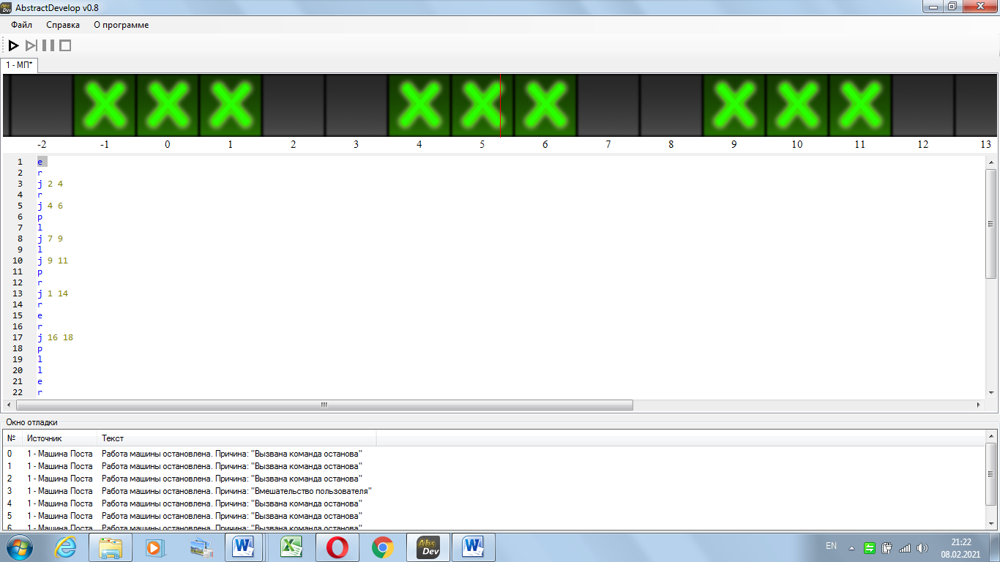 Abs Dev AbstractDevelop v0.8
Файл Справка О программе
1 - МП*
-2 -1 0 1 2 3 4 5 6 7 8 9 10 11 12 13
1 e
2 r
3 j 2 4
4 r
5 j 4 6
6 p
7 l
8 j 7 9
9 l
10 j 9 11
11 p
12 r
13 j 1 14
14 r
15 e
16 r
17 j 16 18
18 p
19 l
20 l
21 e
22 r
Окно отладки
№ Источник Текст
0 1 - Машина Поста Работа машины остановлена. Причина: "Вызвана команда останова"
1 1 - Машина Поста Работа машины остановлена. Причина: "Вызвана команда останова"
2 1 - Машина Поста Работа машины остановлена. Причина: "Вызвана команда останова"
3 1 - Машина Поста Работа машины остановлена. Причина: "Вмешательство пользователя"
4 1 - Машина Поста Работа машины остановлена. Причина: "Вызвана команда останова"
5 1 - Машина Поста Работа машины остановлена. Причина: "Вызвана команда останова"
6 1 - Машина Поста Работа машины остановлена. Причина: "Вызвана команда останова"
Abs Dev
EN
21:22
08.02.2021